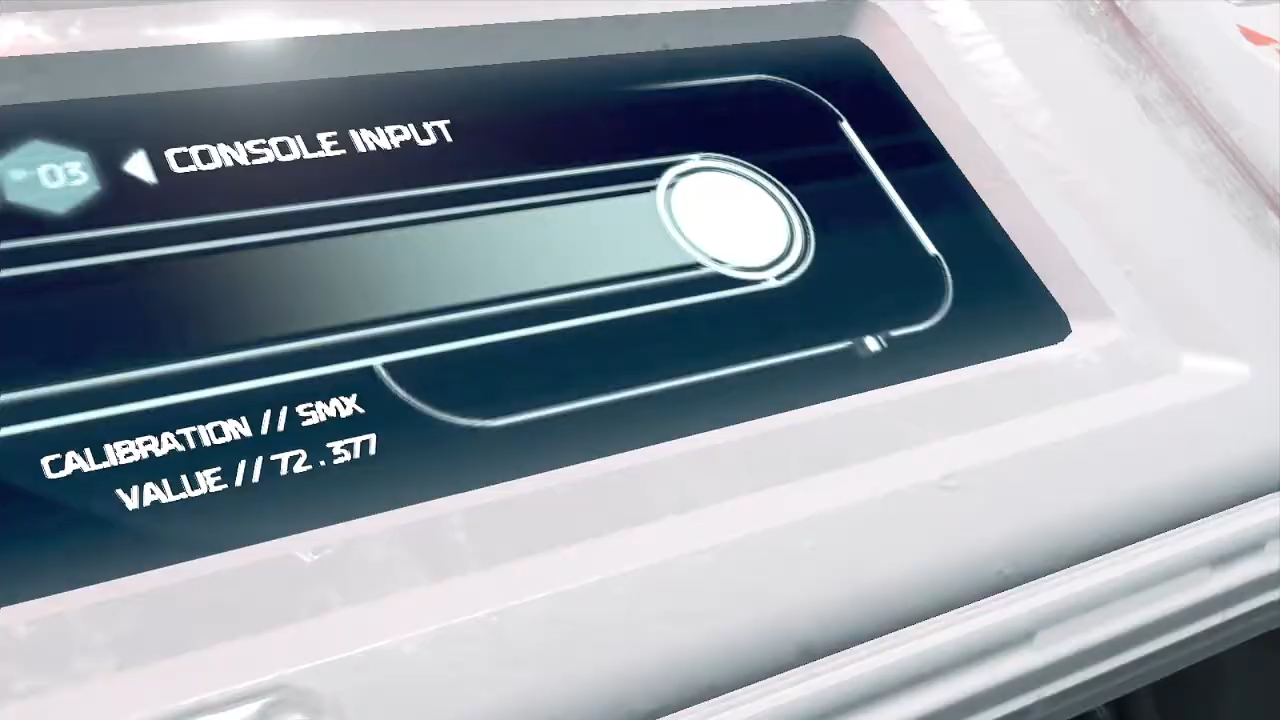 03
CONSOLE INPUT
CALIBRATION // SMX
VALUE // 72.377